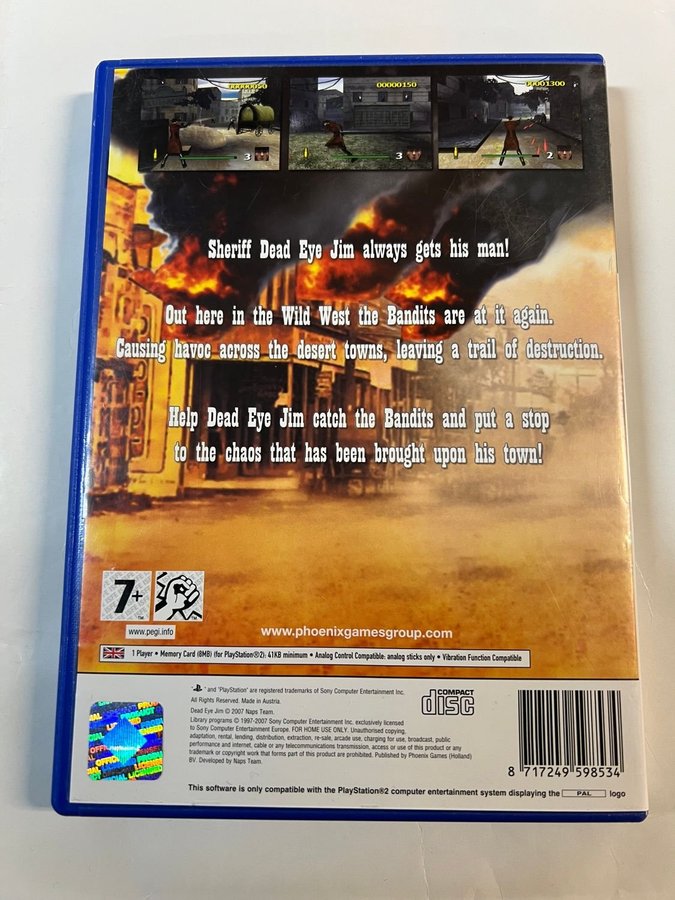 00000050
00000150
00001300
3
3
2
Sheriff Dead Eye Jim always gets his man!
Out here in the Wild West the Bandits are at it again.
Causing havoc across the desert towns, leaving a trail of destruction.
Help Dead Eye Jim catch the Bandits and put a stop
to the chaos that has been brought upon his town!
7+
™
www.pegi.info
www.phoenixgamesgroup.com
1 Player • Memory Card (8MB) (for PlayStation®2): 41KB minimum • Analog Control Compatible: analog sticks only • Vibration Function Compatible
" and "PlayStation" are registered trademarks of Sony Computer Entertainment Inc.
All Rights Reserved. Made in Austria.
Dead Eye Jim © 2007 Naps Team.
Library programs © 1997-2007 Sony Computer Entertainment Inc. exclusively licensed
to Sony Computer Entertainment Europe. FOR HOME USE ONLY. Unauthorised copying,
adaptation, rental, lending, distribution, extraction, re-sale, arcade use, charging for use, broadcast, public
performance and internet, cable or any telecommunications transmission, access or use of this product or any
trademark or copyright work that forms part of this product are prohibited. Published by Phoenix Games (Holland)
BV. Developed by Naps Team.
COMPACT
disc
8 717249 598534
This software is only compatible with the PlayStation®2 computer entertainment system displaying the PAL logo